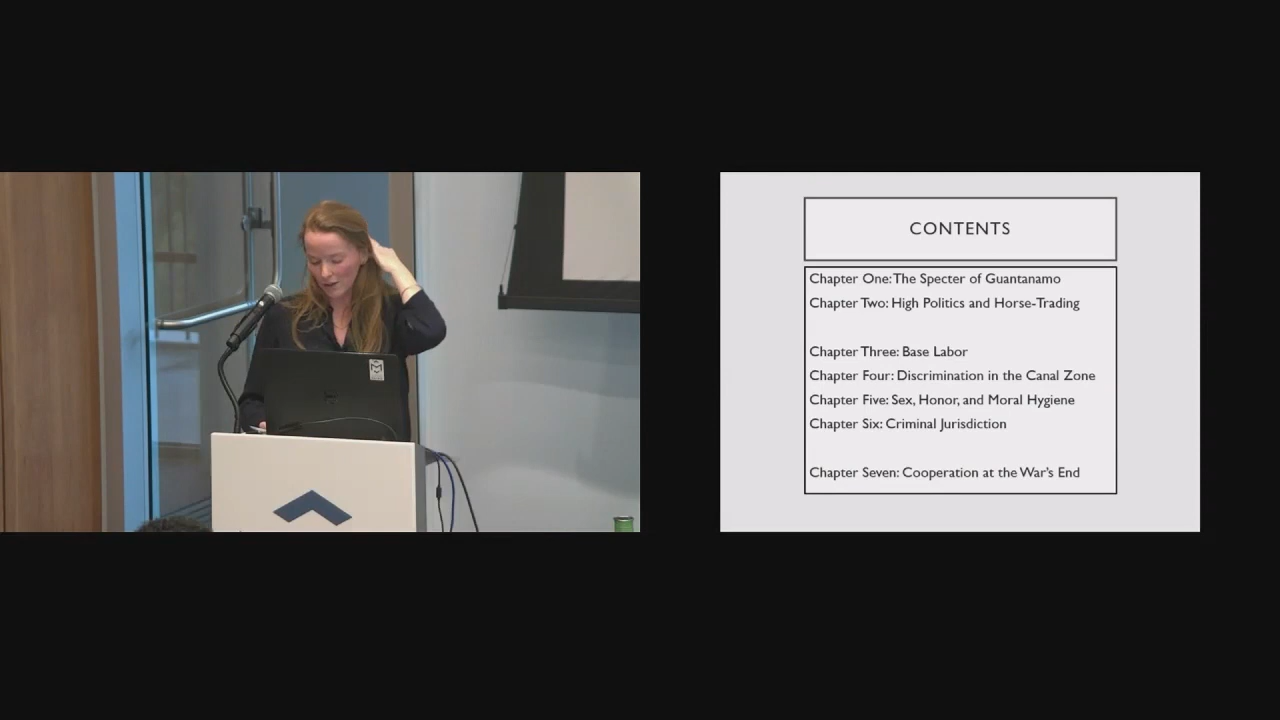 CONTENTS
Chapter One: The Specter of Guantanamo
Chapter Two: High Politics and Horse-Trading
Chapter Three: Base Labor
Chapter Four: Discrimination in the Canal Zone
Chapter Five: Sex, Honor, and Moral Hygiene
Chapter Six: Criminal Jurisdiction
Chapter Seven: Cooperation at the War's End